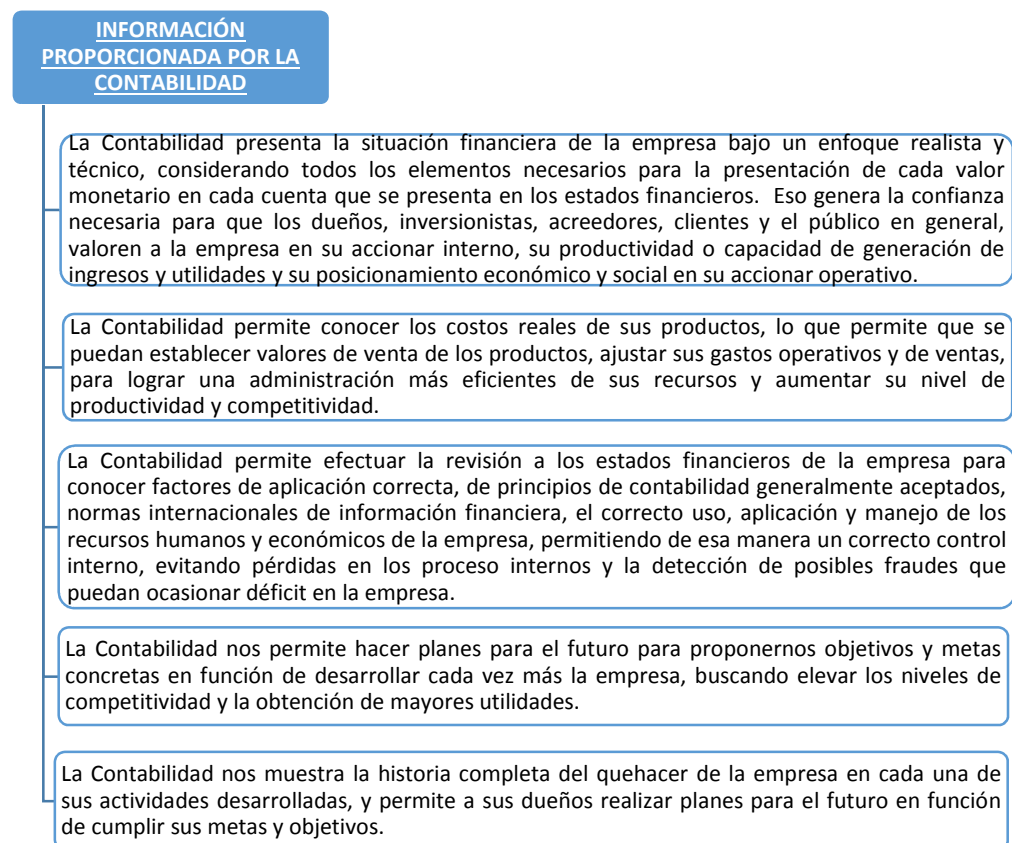 INFORMACIÓN
PROPORCIONADA POR LA
CONTABILIDAD
La Contabilidad presenta la situación financiera de la empresa bajo un enfoque realista y
técnico, considerando todos los elementos necesarios para la presentación de cada valor
monetario en cada cuenta que se presenta en los estados financieros. Eso genera la confianza
necesaria para que los dueños, inversionistas, acreedores, clientes y el público en general,
valoren a la empresa en su accionar interno, su productividad o capacidad de generación de
ingresos y utilidades y su posicionamiento económico y social en su accionar operativo.
La Contabilidad permite conocer los costos reales de sus productos, lo que permite que se
puedan establecer valores de venta de los productos, ajustar sus gastos operativos y de ventas,
para lograr una administración más eficientes de sus recursos y aumentar su nivel de
productividad y competitividad.
La Contabilidad permite efectuar la revisión a los estados financieros de la empresa para
conocer factores de aplicación correcta, de principios de contabilidad generalmente aceptados,
normas internacionales de información financiera, el correcto uso, aplicación y manejo de los
recursos humanos y económicos de la empresa, permitiendo de esa manera un correcto control
interno, evitando pérdidas en los proceso internos y la detección de posibles fraudes que
puedan ocasionar déficit en la empresa.
La Contabilidad nos permite hacer planes para el futuro para proponernos objetivos y metas
concretas en función de desarrollar cada vez más la empresa, buscando elevar los niveles de
competitividad y la obtención de mayores utilidades.
La Contabilidad nos muestra la historia completa del quehacer de la empresa en cada una de
sus actividades desarrolladas, y permite a sus dueños realizar planes para el futuro en función
de cumplir sus metas y objetivos.